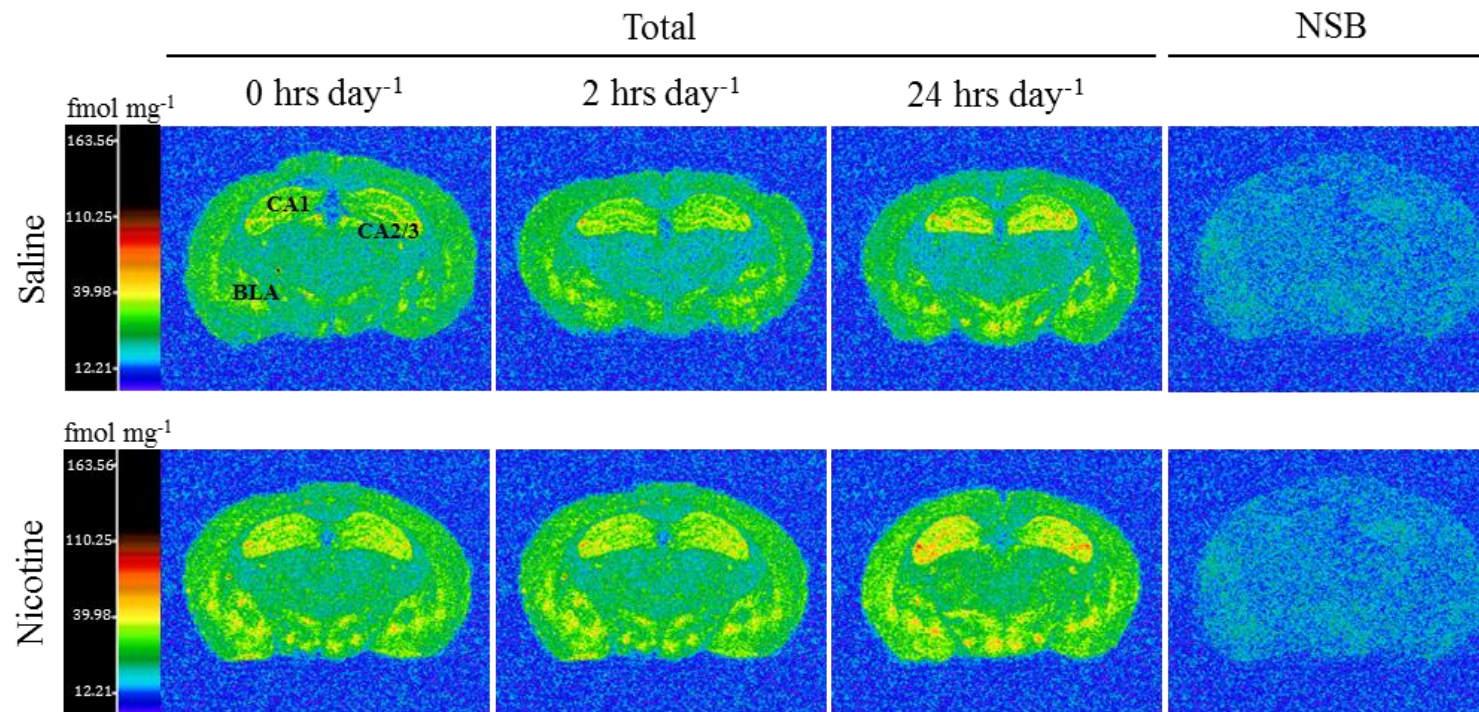 Total NSB
0 hrs day-1 2 hrs day-1 24 hrs day-1
fmol mg-1
Saline
163.56
110.25
39.98
12.21
CA1
CA2/3
BLA
fmol mg-1
Nicotine
163.56
110.25
39.98
12.21